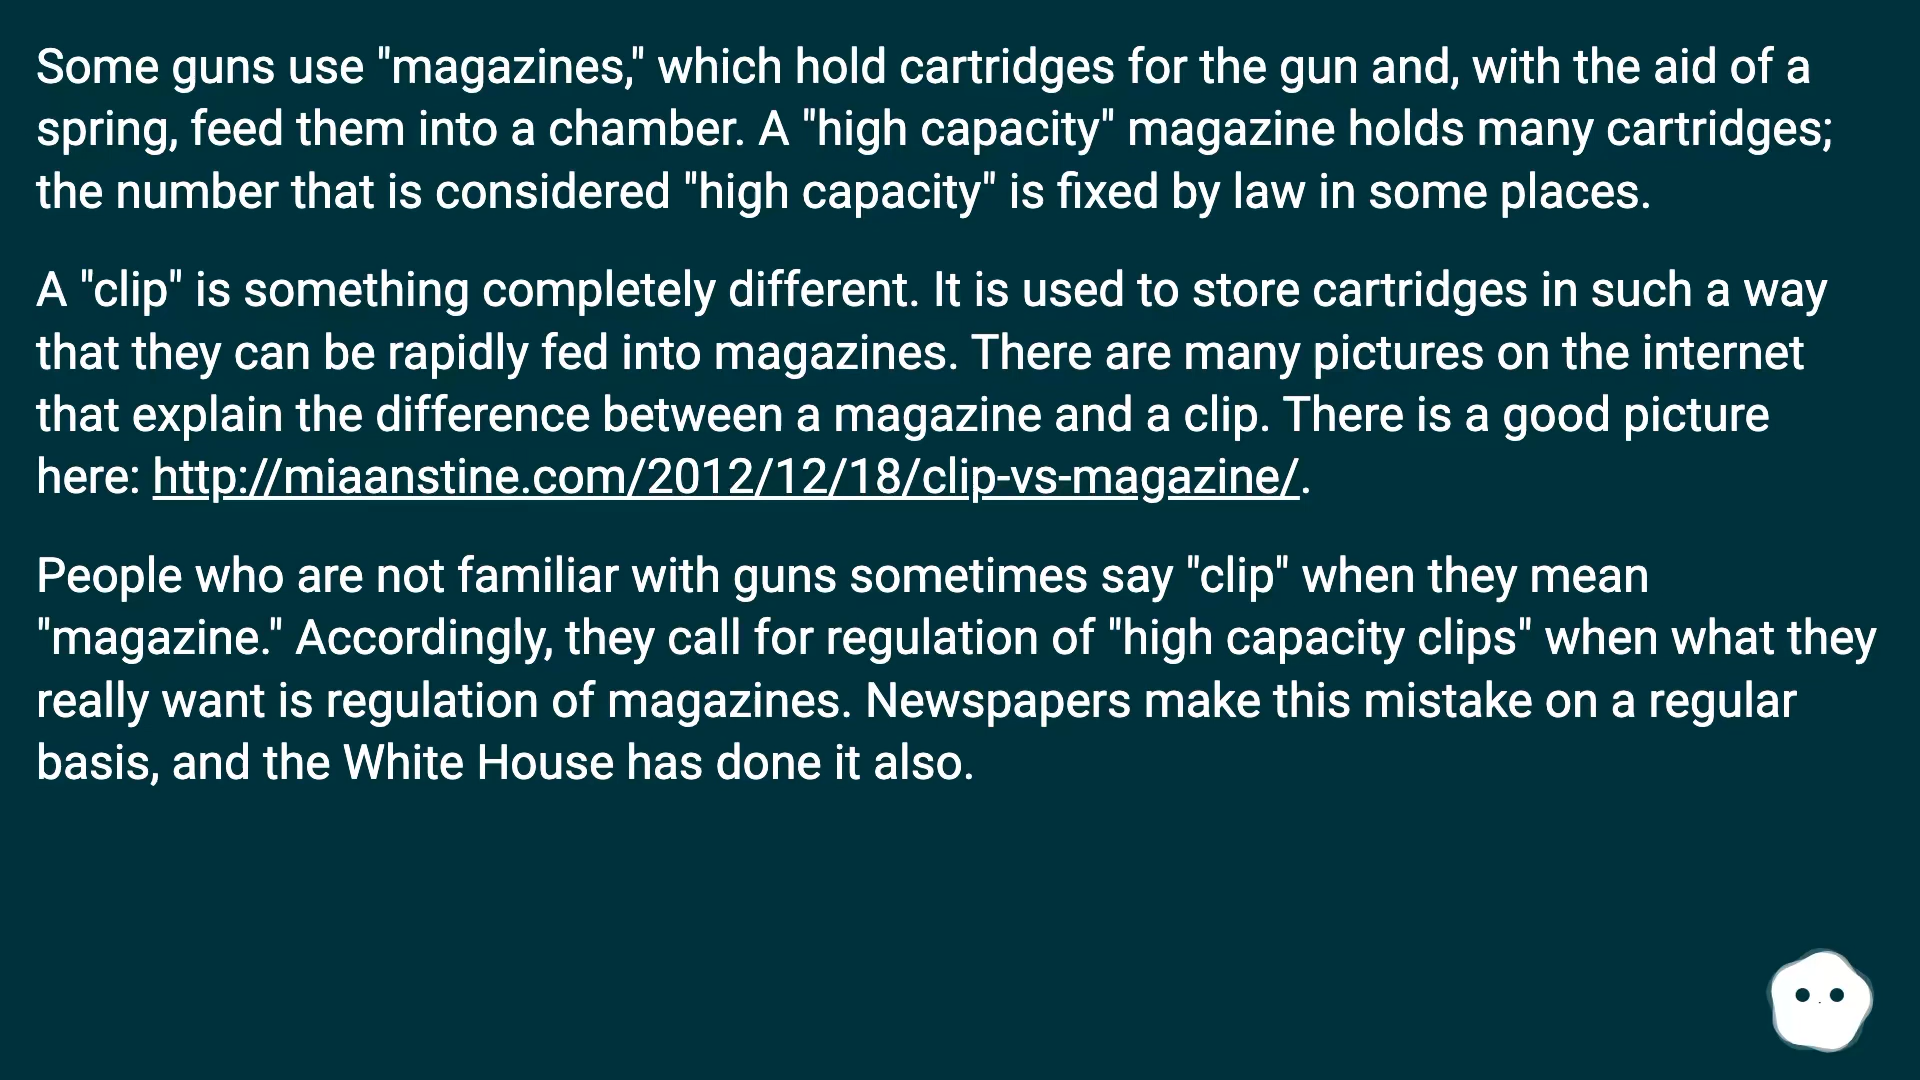 Some guns use "magazines," which hold cartridges for the gun and, with the aid of a
spring, feed them into a chamber. A "high capacity" magazine holds many cartridges;
the number that is considered "high capacity" is fixed by law in some places.
A "clip" is something completely different. It is used to store cartridges in such a way
that they can be rapidly fed into magazines. There are many pictures on the internet
that explain the difference between a magazine and a clip. There is a good picture
here: http://miaanstine.com/2012/12/18/clip-vs-magazine/.
People who are not familiar with guns sometimes say "clip" when they mean
"magazine." Accordingly, they call for regulation of "high capacity clips" when what they
really want is regulation of magazines. Newspapers make this mistake on a regular
basis, and the White House has done it also.